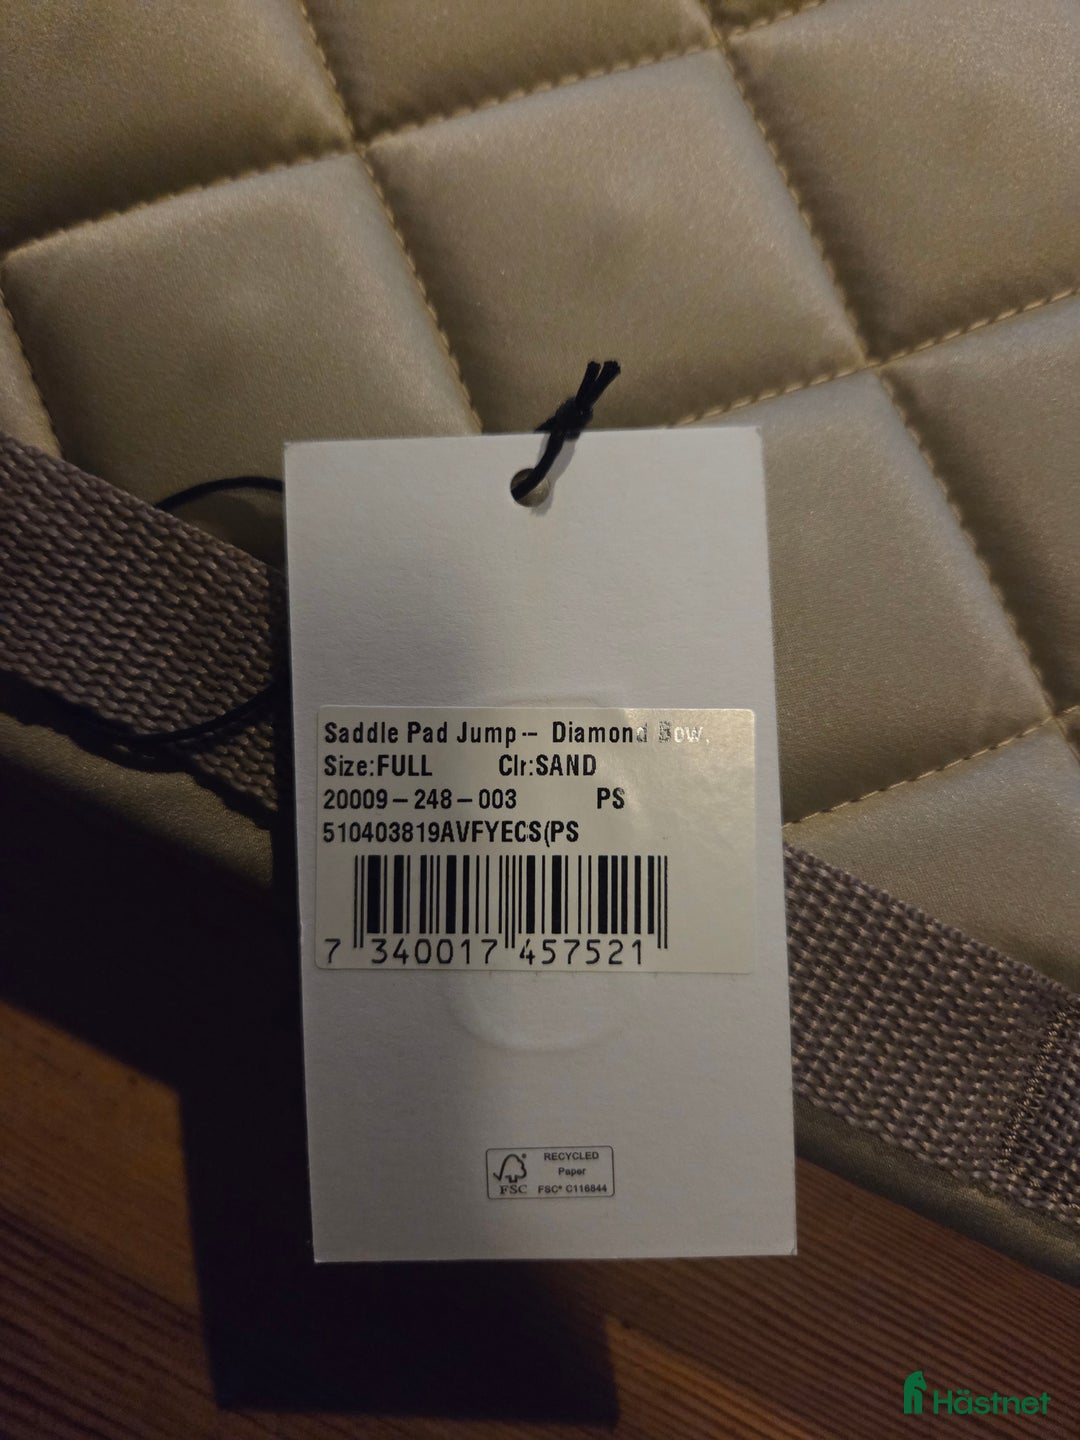 Saddle Pad Jump - Diamond Bow,
Size:FULL Clr:SAND
20009-248-003 PS
510403819AVFYECS(PS
7 340017 457521
RECYCLED
Paper
FSC
FSC® C116844
Hästnet